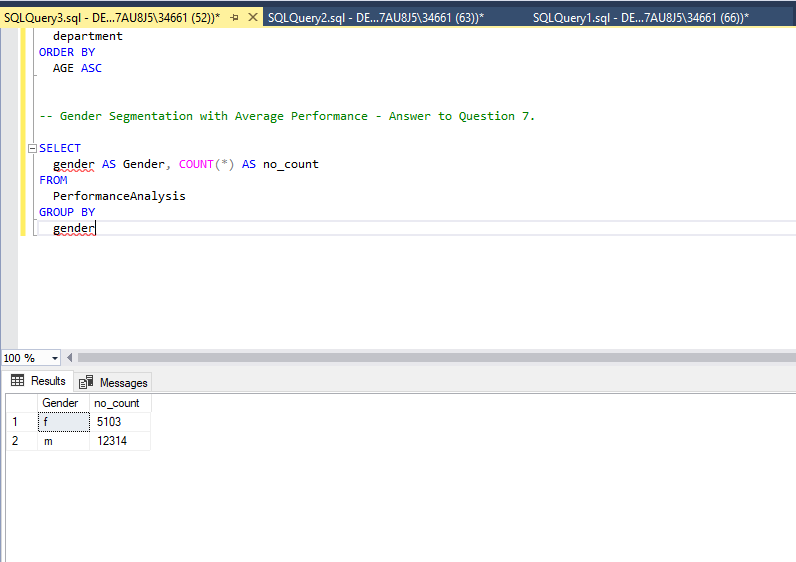 SQLQuery3.sql - DE...7AU8J5\34661 (52))* SQLQuery2.sql - DE...7AU8J5\34661 (63))* SQLQuery1.sql - DE...7AU8J5\34661 (66))*
department
ORDER BY
AGE ASC
-- Gender Segmentation with Average Performance - Answer to Question 7.
SELECT
gender AS Gender, COUNT(*) AS no_count
FROM
PerformanceAnalysis
GROUP BY
gender
100 %
Results Messages
Gender no_count
1 f 5103
2 m 12314